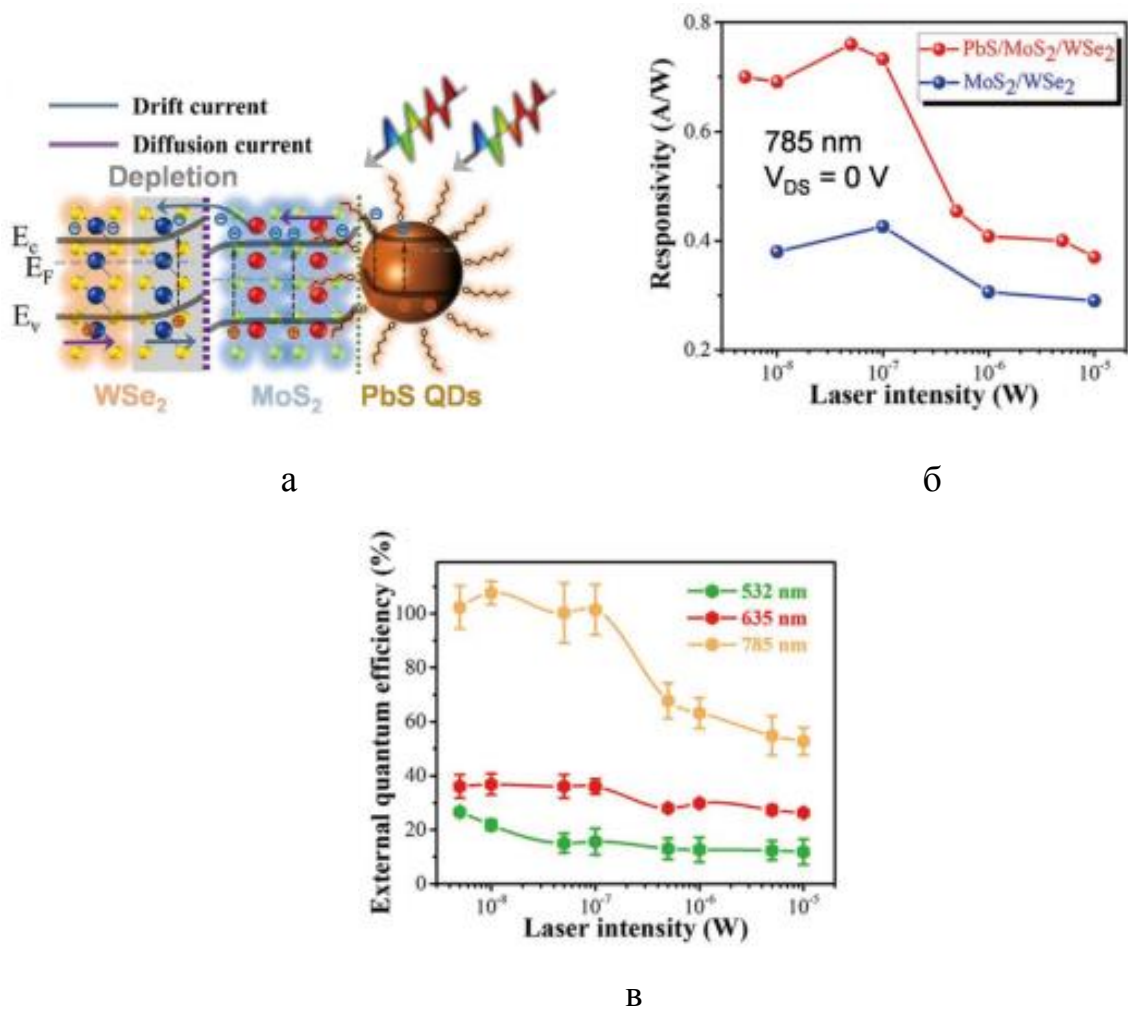 Drift current
Diffusion current
Depletion
E_c
E_F
E_v
WSe₂
MoS₂
PbS QDs
а
0.8
0.6
0.4
0.2
Responsivity (A/W)
PbS/MoS₂/WSe₂
MoS₂/WSe₂
785 nm
V_DS = 0 V
10⁻⁸
10⁻⁷
10⁻⁶
10⁻⁵
Laser intensity (W)
б
External quantum efficiency (%)
100
80
60
40
20
0
532 nm
635 nm
785 nm
10⁻⁸
10⁻⁷
10⁻⁶
10⁻⁵
Laser intensity (W)
в